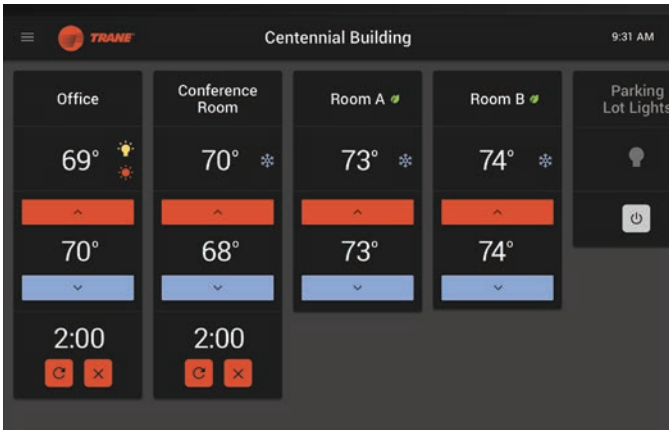 TRANE
Centennial Building
9:31 AM
Office
69°
70°
2:00
Conference
Room
70°
68°
2:00
Room A
73°
73°
Room B
74°
74°
Parking
Lot Lights